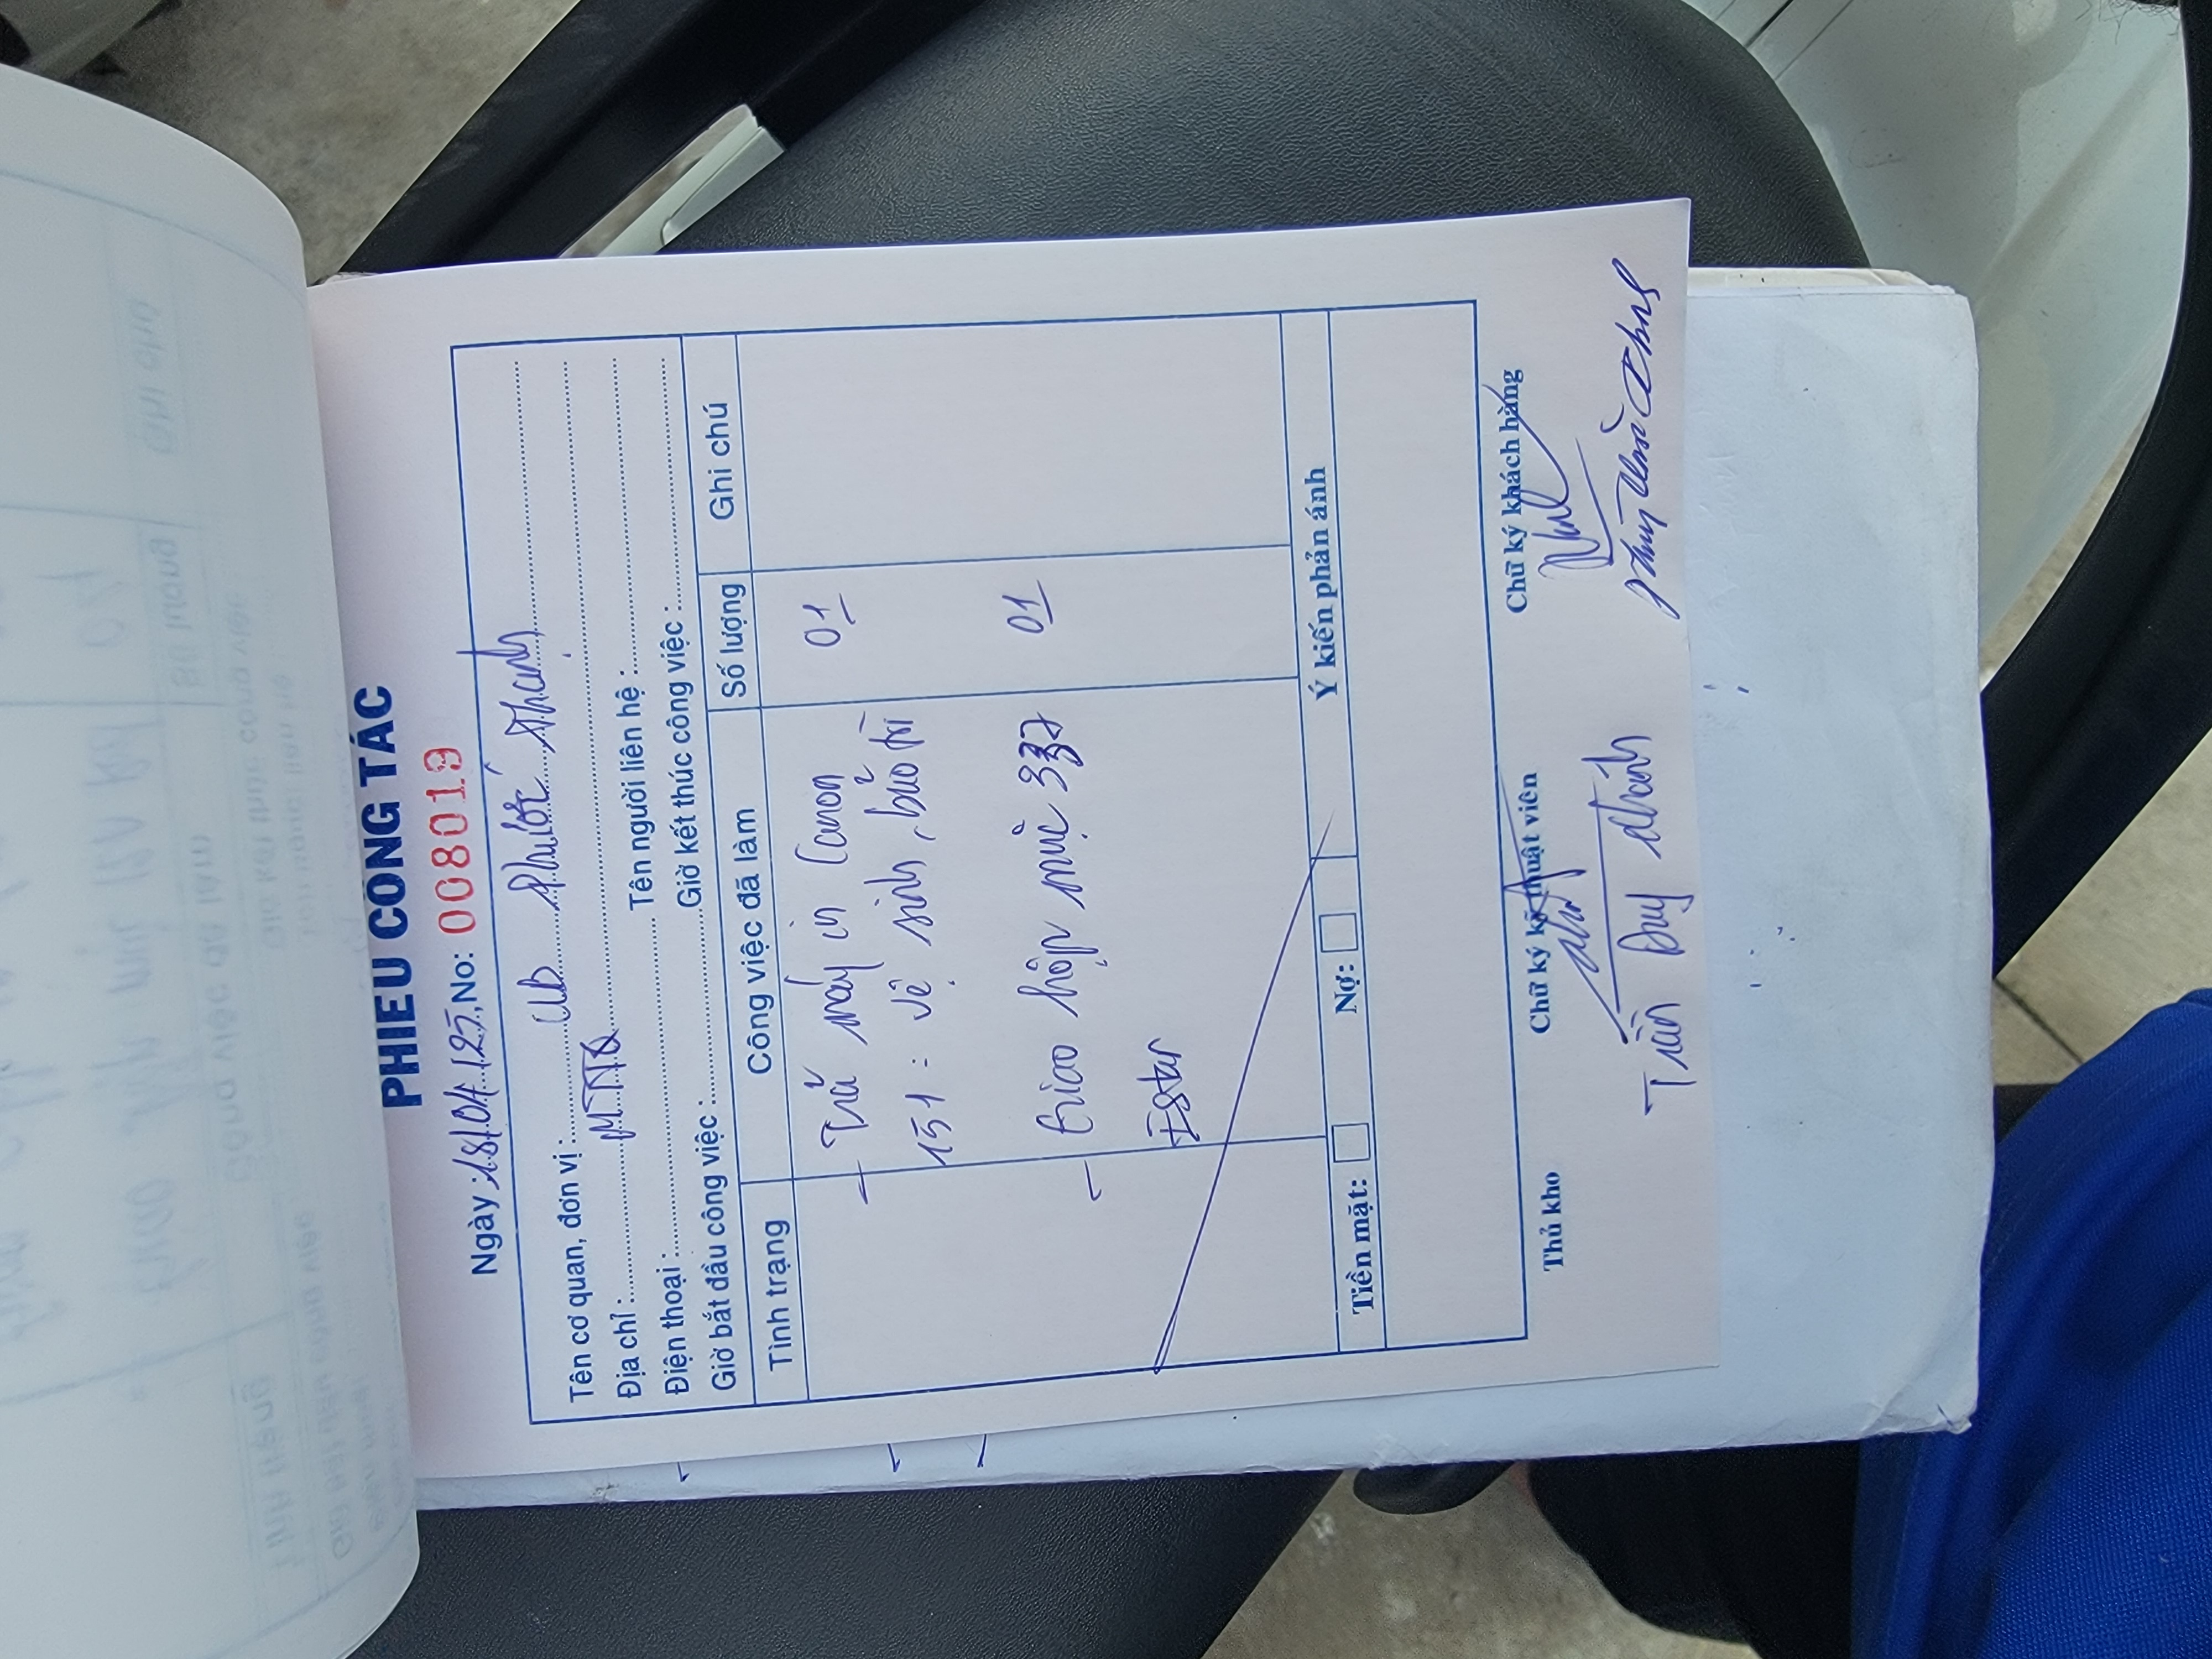 PHIẾU CÔNG TÁC
Ngày: 18/04/25, No: 008019
Tên cơ quan, đơn vị: UB Phước Thạnh
Địa chỉ: MTTQ
Điện thoại: Tên người liên hệ:
Giờ bắt đầu công việc: Giờ kết thúc công việc:
Tình trạng Công việc đã làm Số lượng Ghi chú
- Trả máy in Canon 01
151 = vệ sinh, bảo trì
- Giao hộp mực 337 01
Estar
Tiền mặt: Nợ: Ý kiến phản ánh
Thủ kho Chữ ký kỹ thuật viên Chữ ký khách hàng
Trần Duy Thành